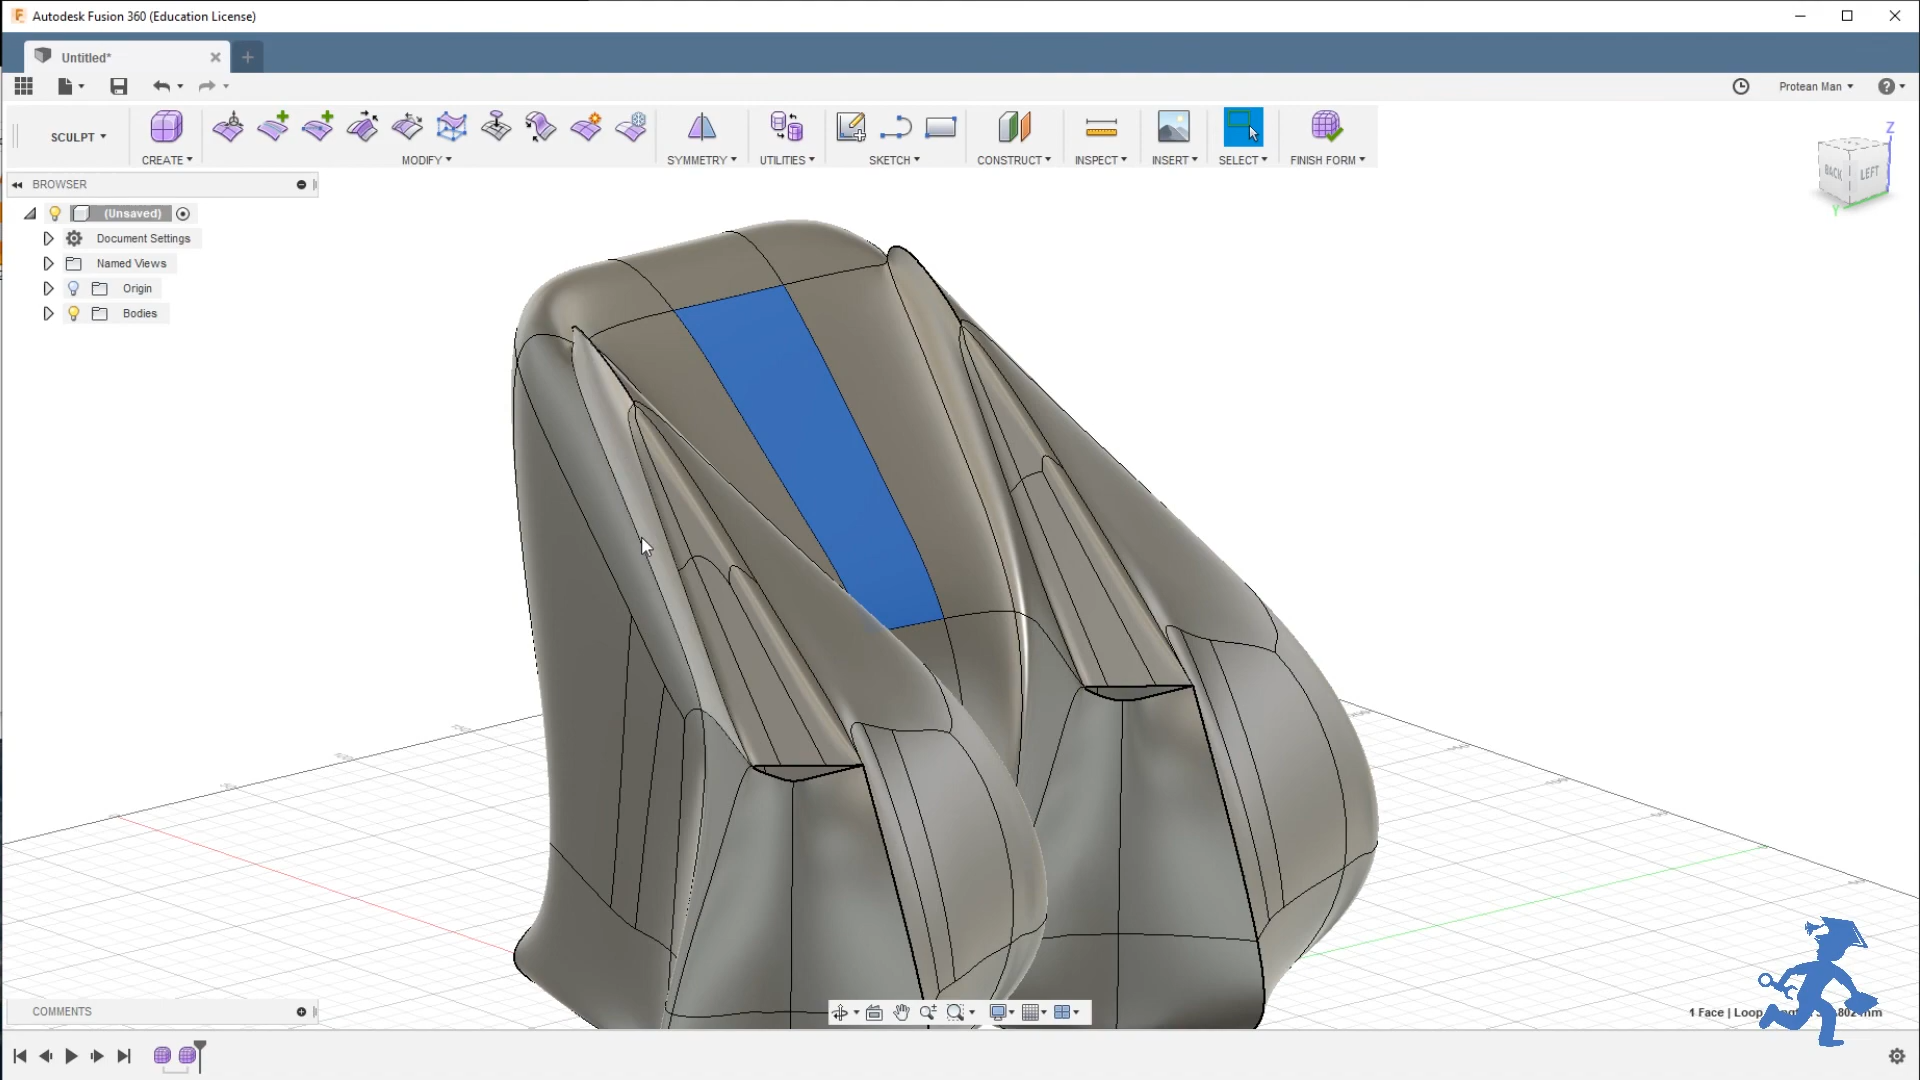 Autodesk Fusion 360 (Education License)
Untitled*
Protean Man
SCULPT
CREATE
MODIFY
SYMMETRY
UTILITIES
SKETCH
CONSTRUCT
INSPECT
INSERT
SELECT
FINISH FORM
BROWSER
(Unsaved)
Document Settings
Named Views
Origin
Bodies
Z
BACK
LEFT
Y
COMMENTS
1 Face | Loop